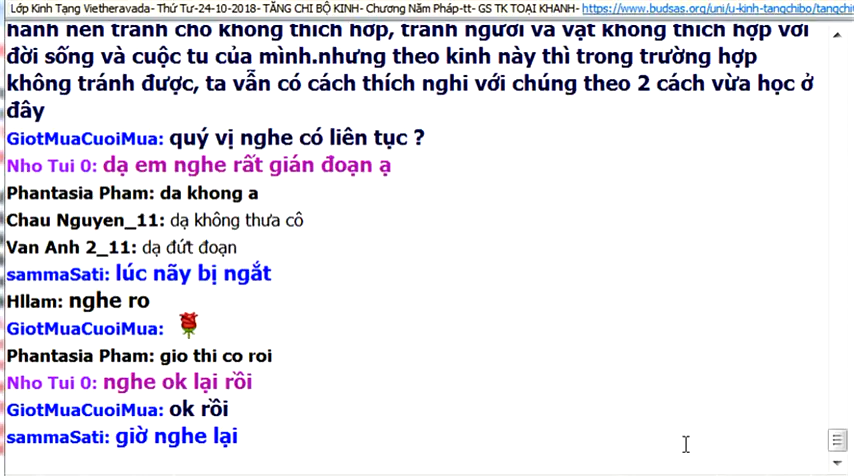 Lớp Kinh Tạng Vietheravada- Thứ Tư-24-10-2018- TĂNG CHI BỘ KINH- Chương Năm Pháp-tt- GS TK TOẠI KHANH- https://www.budsas.org/uni/u-kinh-tangchibo/tangchi
hành nên tránh chỗ không thích hơp, tránh người và vật không thích hợp với
đời sống và cuộc tu của mình.nhưng theo kinh này thì trong trường hợp
không tránh được, ta vẫn có cách thích nghi với chúng theo 2 cách vừa học ở
đây
GiotMuaCuoiMua: quý vị nghe có liên tục ?
Nho Tui 0: dạ em nghe rất gián đoạn ạ
Phantasia Pham: da khong a
Chau Nguyen_11: dạ không thưa cô
Van Anh 2_11: dạ đứt đoạn
sammaSati: lúc nãy bị ngắt
Hllam: nghe ro
GiotMuaCuoiMua:
Phantasia Pham: gio thi co roi
Nho Tui 0: nghe ok lại rồi
GiotMuaCuoiMua: ok rồi
sammaSati: giờ nghe lại